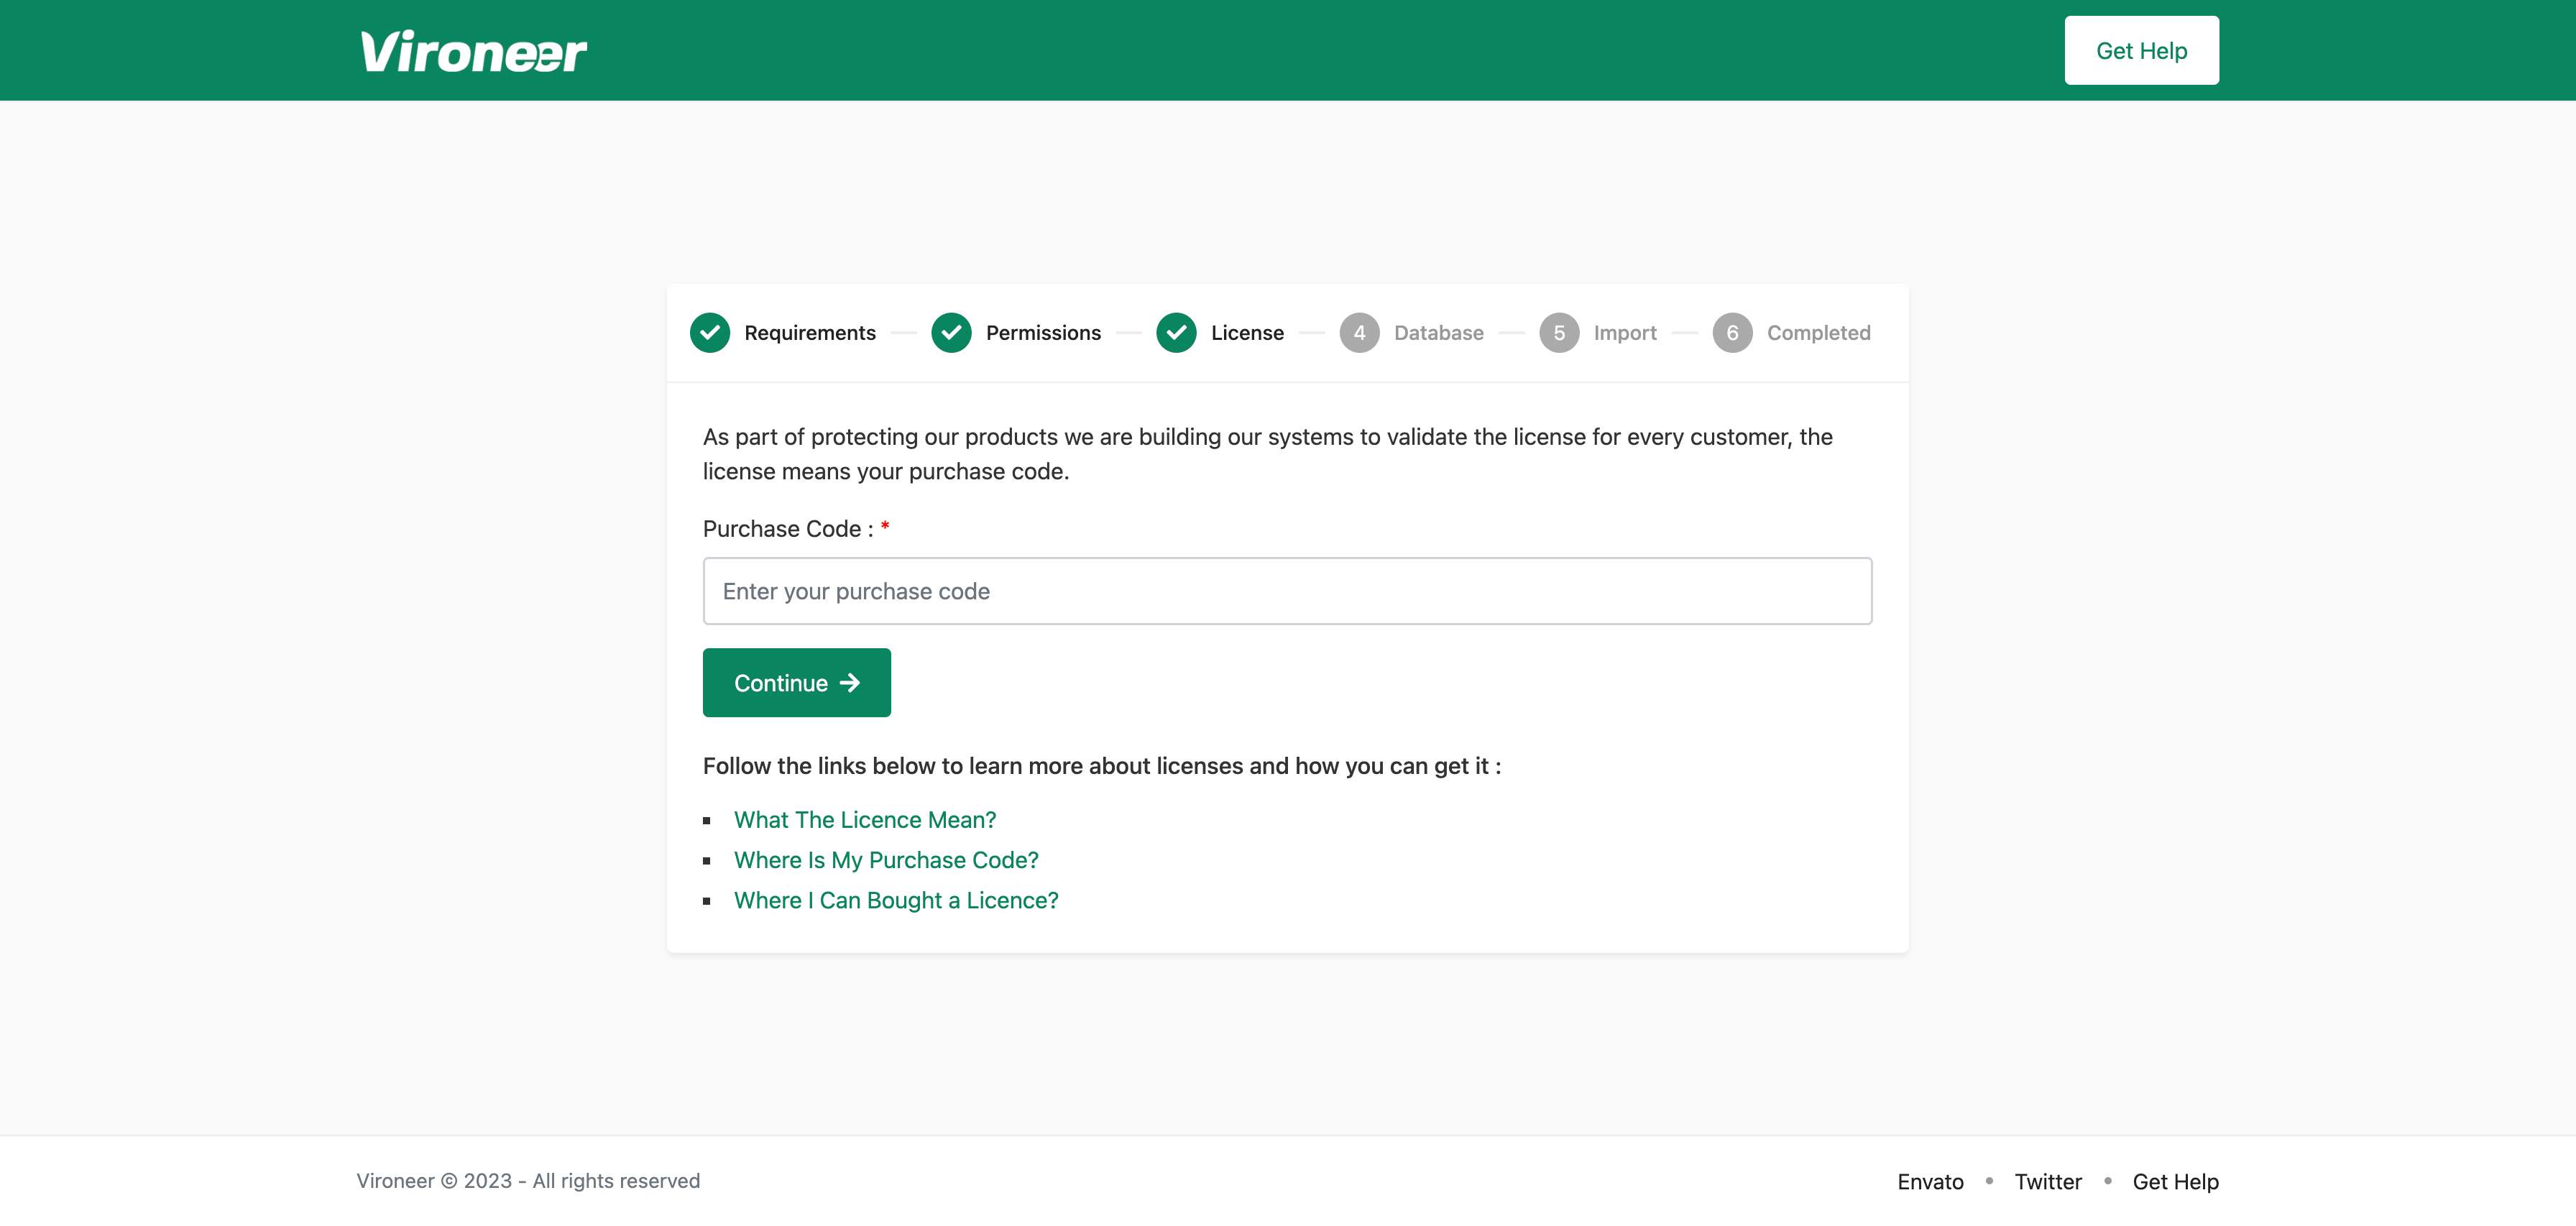 Vironeer
Get Help
Requirements
Permissions
License
4 Database
5 Import
6 Completed
As part of protecting our products we are building our systems to validate the license for every customer, the
license means your purchase code.
Purchase Code : *
Enter your purchase code
Continue
Follow the links below to learn more about licenses and how you can get it :
What The Licence Mean?
Where Is My Purchase Code?
Where I Can Bought a Licence?
Vironeer © 2023 - All rights reserved
Envato • Twitter • Get Help